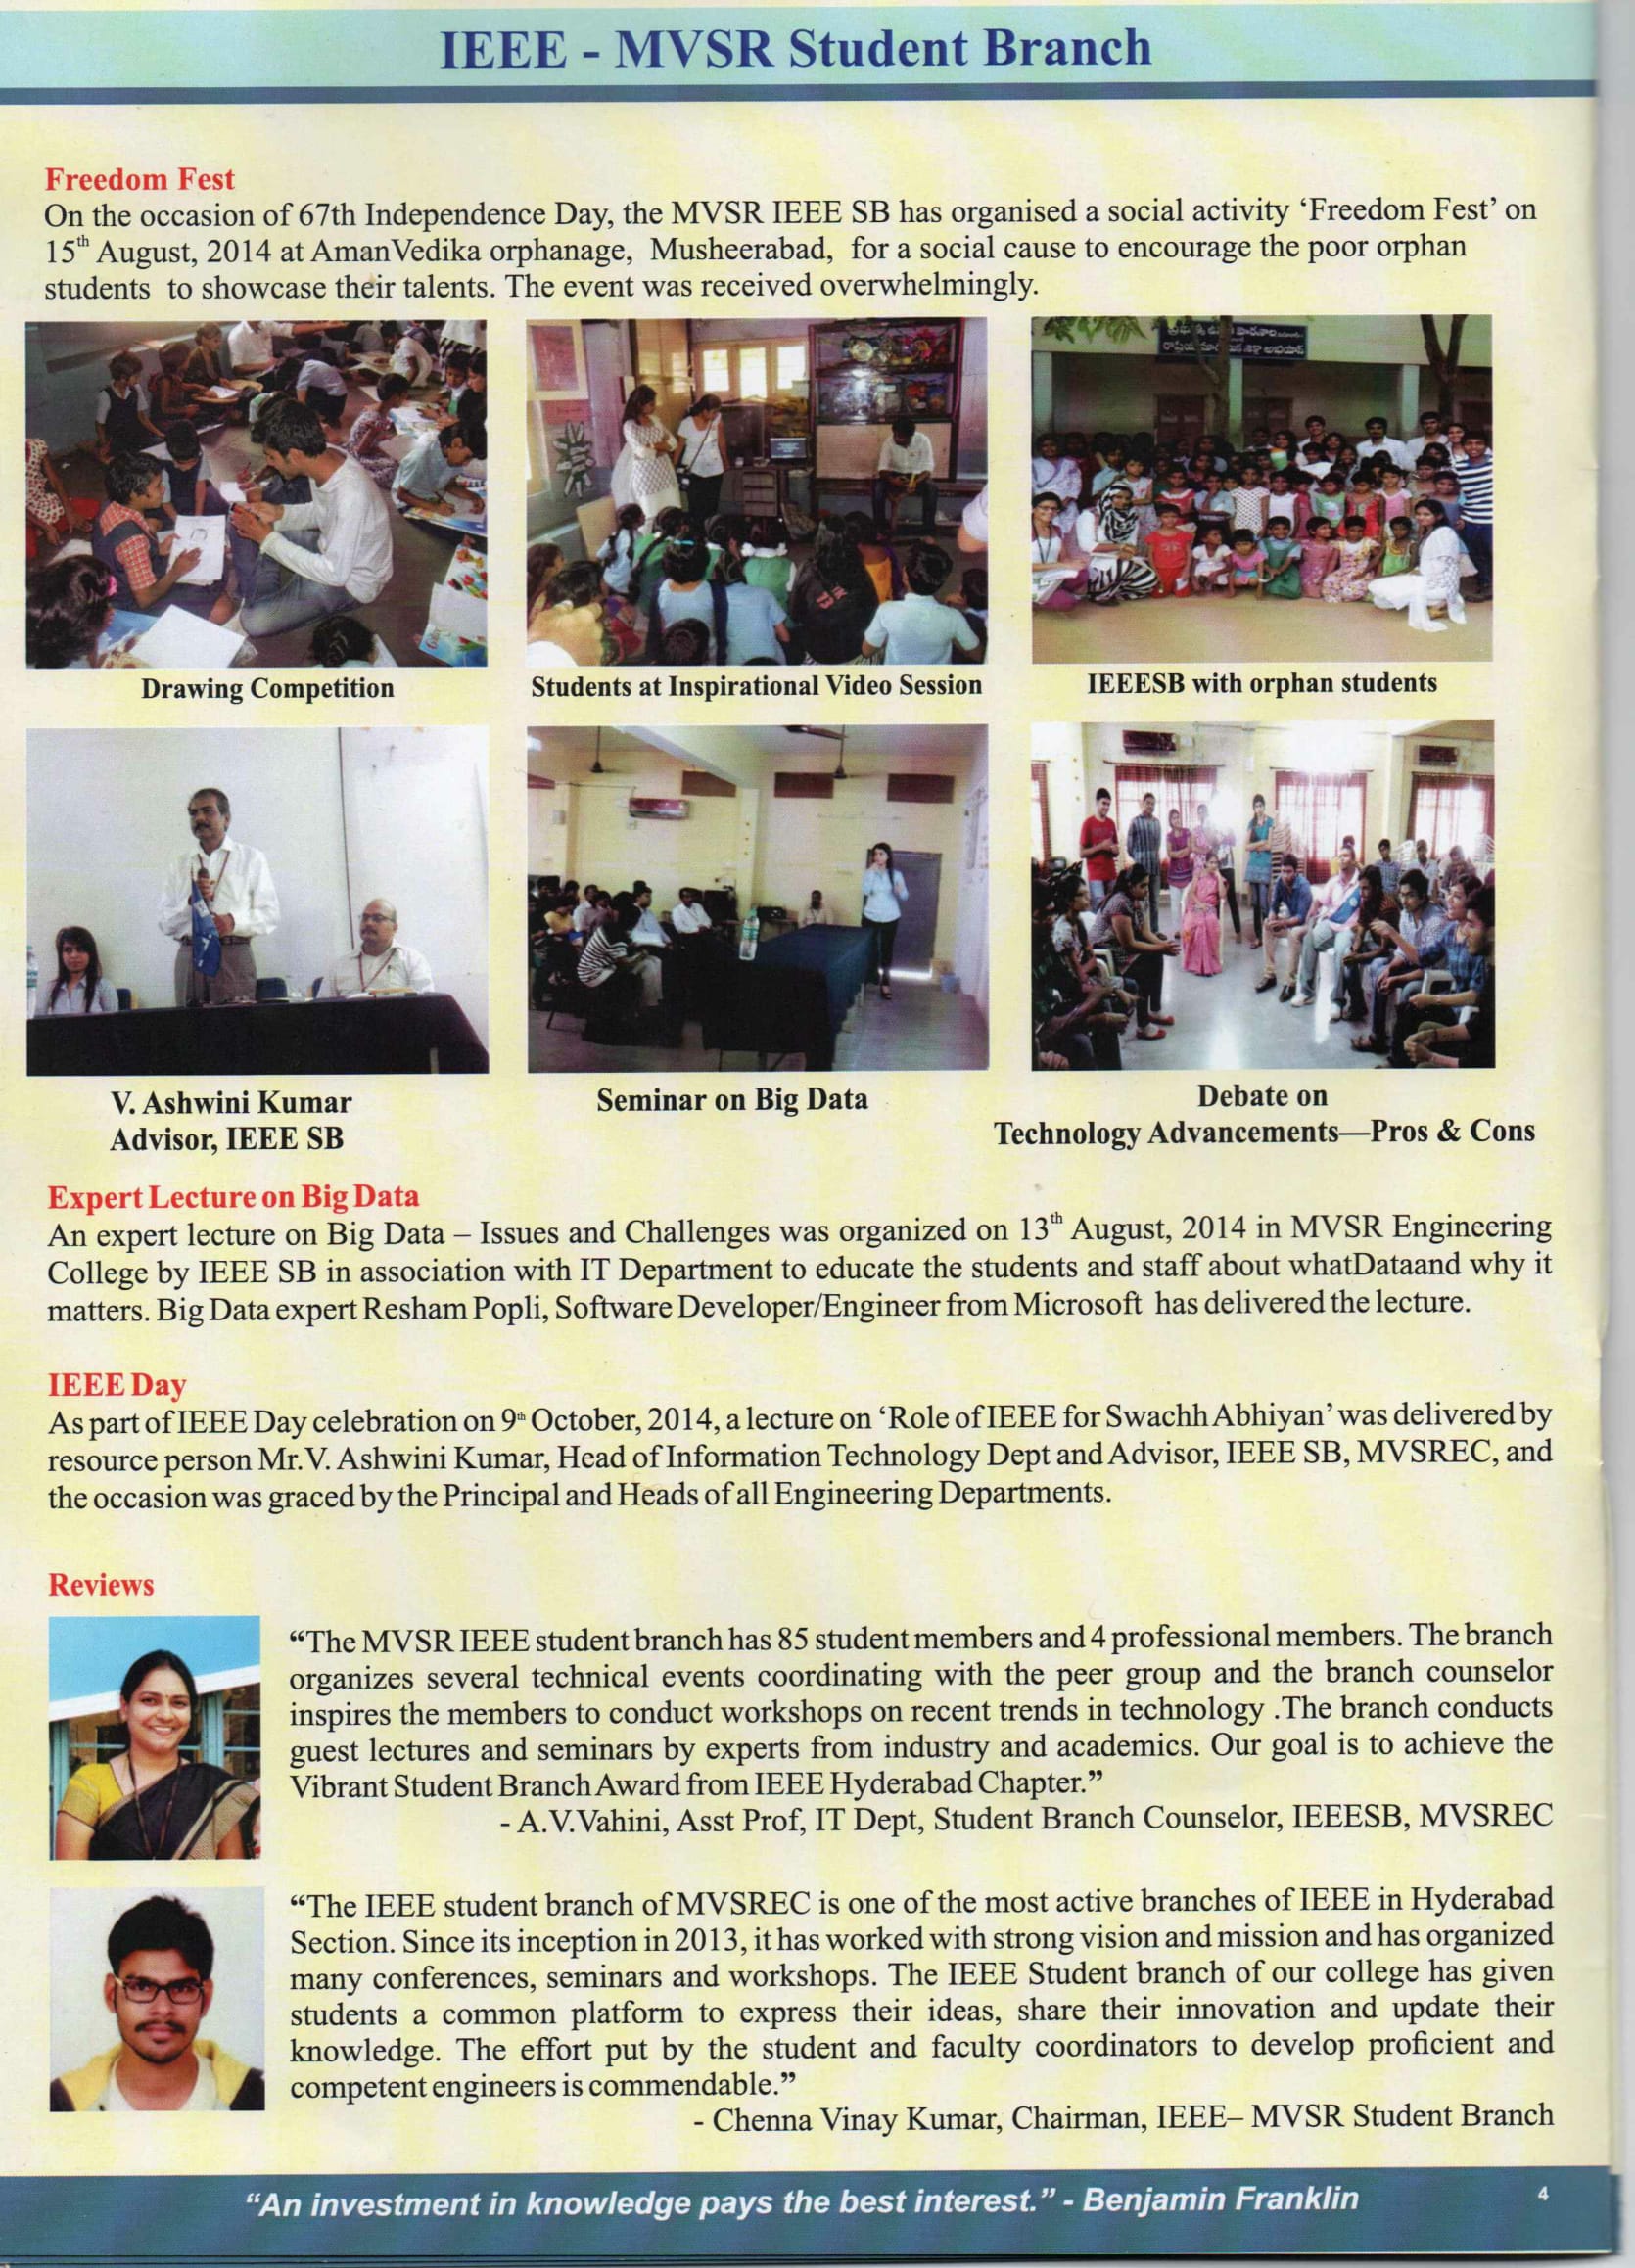 IEEE - MVSR Student Branch
Freedom Fest
On the occasion of 67th Independence Day, the MVSR IEEE SB has organised a social activity ‘Freedom Fest’ on
15th August, 2014 at AmanVedika orphanage, Musheerabad, for a social cause to encourage the poor orphan
students to showcase their talents. The event was received overwhelmingly.
Drawing Competition
Students at Inspirational Video Session
IEEESB with orphan students
V. Ashwini Kumar
Advisor, IEEE SB
Seminar on Big Data
Debate on
Technology Advancements—Pros & Cons
Expert Lecture on Big Data
An expert lecture on Big Data – Issues and Challenges was organized on 13th August, 2014 in MVSR Engineering
College by IEEE SB in association with IT Department to educate the students and staff about whatDataand why it
matters. Big Data expert Resham Popli, Software Developer/Engineer from Microsoft has delivered the lecture.
IEEE Day
As part of IEEE Day celebration on 9th October, 2014, a lecture on ‘Role of IEEE for Swachh Abhiyan’ was delivered by
resource person Mr.V. Ashwini Kumar, Head of Information Technology Dept and Advisor, IEEE SB, MVSREC, and
the occasion was graced by the Principal and Heads of all Engineering Departments.
Reviews
“The MVSR IEEE student branch has 85 student members and 4 professional members. The branch
organizes several technical events coordinating with the peer group and the branch counselor
inspires the members to conduct workshops on recent trends in technology .The branch conducts
guest lectures and seminars by experts from industry and academics. Our goal is to achieve the
Vibrant Student Branch Award from IEEE Hyderabad Chapter.”
- A.V.Vahini, Asst Prof, IT Dept, Student Branch Counselor, IEEESB, MVSREC
“The IEEE student branch of MVSREC is one of the most active branches of IEEE in Hyderabad
Section. Since its inception in 2013, it has worked with strong vision and mission and has organized
many conferences, seminars and workshops. The IEEE Student branch of our college has given
students a common platform to express their ideas, share their innovation and update their
knowledge. The effort put by the student and faculty coordinators to develop proficient and
competent engineers is commendable.”
- Chenna Vinay Kumar, Chairman, IEEE– MVSR Student Branch
“An investment in knowledge pays the best interest.” - Benjamin Franklin
4